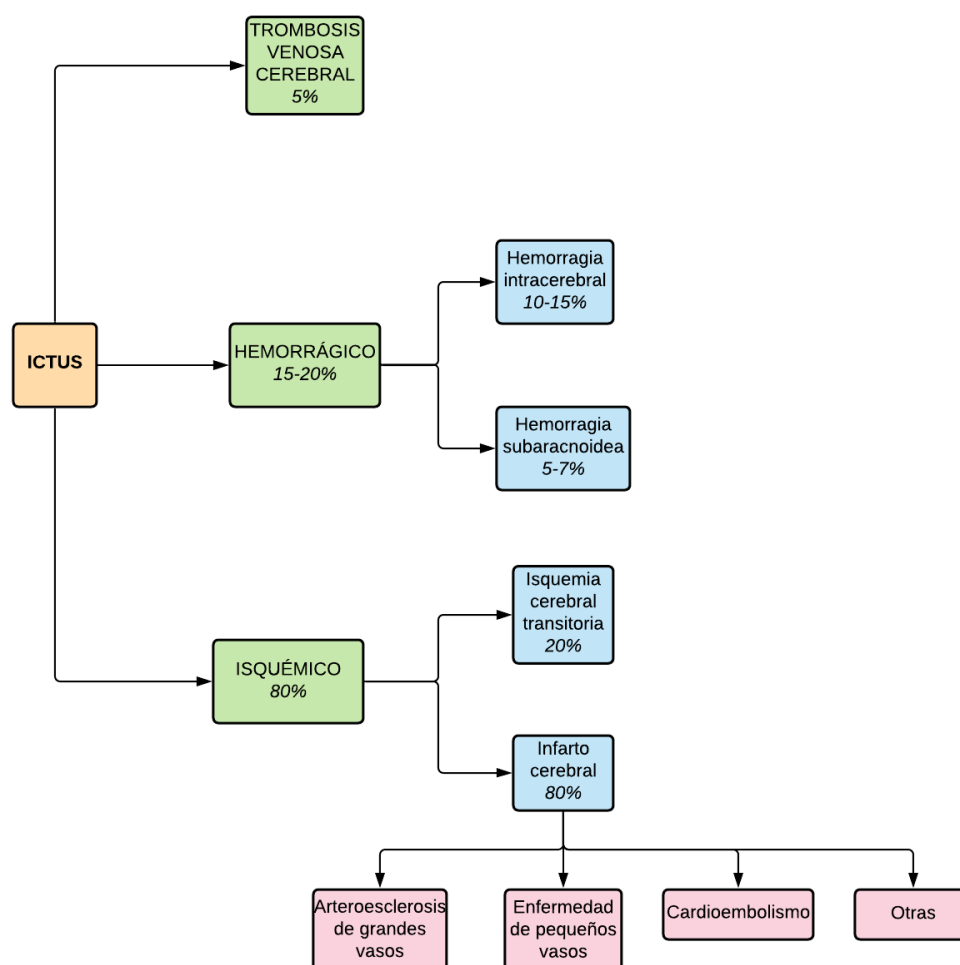 TROMBOSIS
VENOSA
CEREBRAL
5%
Hemorragia
intracerebral
10-15%
ICTUS
HEMORRÁGICO
15-20%
Hemorragia
subaracnoidea
5-7%
Isquemia
cerebral
transitoria
20%
ISQUÉMICO
80%
Infarto
cerebral
80%
Arteroesclerosis
de grandes
vasos
Enfermedad
de pequeños
vasos
Cardioembolismo
Otras